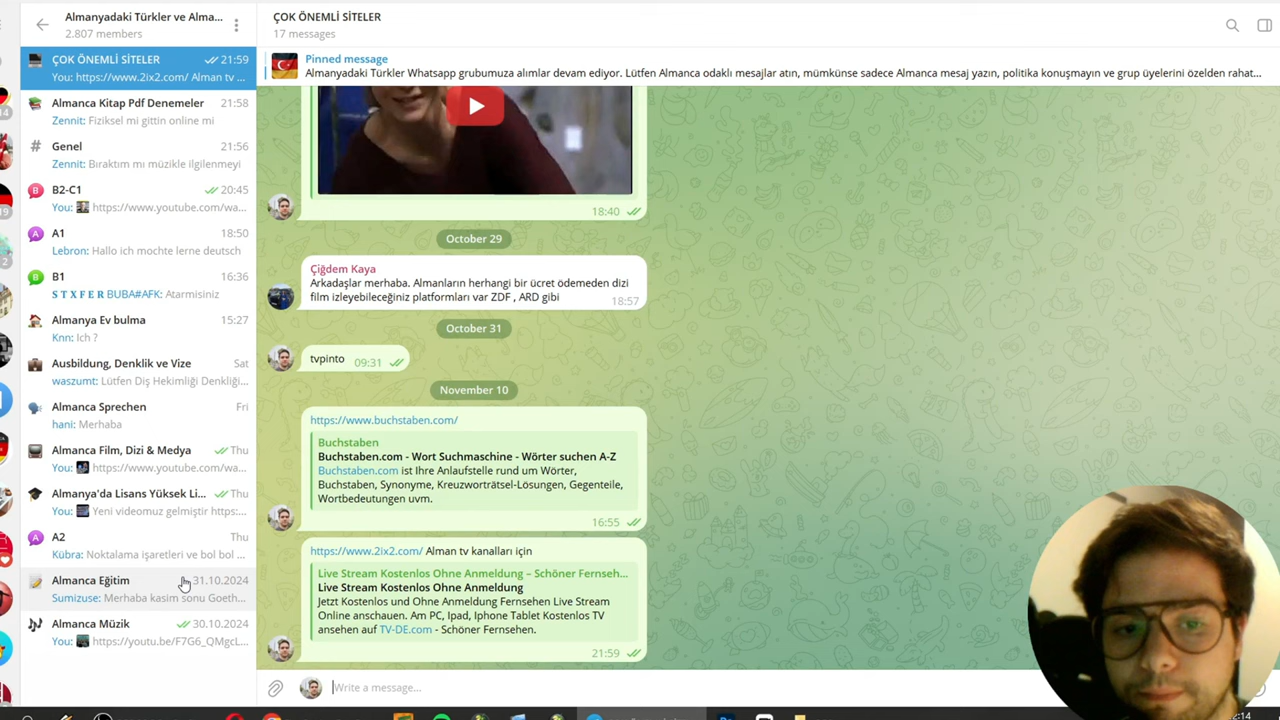 Almanyadaki Türkler ve Alma...
2.807 members
ÇOK ÖNEMLİ SİTELER 21:59
You: https://www.2ix2.com/ Alman tv ...
Almanca Kitap Pdf Denemeler 21:58
Zennit: Fiziksel mi gittin online mi
# Genel 21:56
Zennit: Bıraktım mı müzikle ilgilenmeyi
B B2-C1 20:45
You: https://www.youtube.com/wa...
A A1 18:50
Lebron: Hallo ich mochte lerne deutsch
B B1 16:36
S T X F E R BUBA#AFK: Atarmisiniz
Almanya Ev bulma 15:27
Knn: Ich ?
Ausbildung, Denklik ve Vize Sat
waszumt: Lütfen Diş Hekimliği Denkliği...
Almanca Sprechen Fri
hani: Merhaba
Almanca Film, Dizi & Medya Thu
You: https://www.youtube.com/wa...
Almanya'da Lisans Yüksek Li... Thu
You: Yeni videomuz gelmiştir https:...
A A2 Thu
Kübra: Noktalama işaretleri ve bol bol ...
Almanca Eğitim 31.10.2024
Sumizuse: Merhaba kasim sonu Goeth...
Almanca Müzik 30.10.2024
You: https://youtu.be/F7G6_QMgcL...
ÇOK ÖNEMLİ SİTELER
17 messages
Pinned message
Almanyadaki Türkler Whatsapp grubumuza alımlar devam ediyor. Lütfen Almanca odaklı mesajlar atın, mümkünse sadece Almanca mesaj yazın, politika konuşmayın ve grup üyelerini özelden rahat...
18:40
October 29
Çiğdem Kaya
Arkadaşlar merhaba. Almanların herhangi bir ücret ödemeden dizi
film izleyebileceğiniz platformları var ZDF , ARD gibi
18:57
October 31
tvpinto 09:31
November 10
https://www.buchstaben.com/
Buchstaben
Buchstaben.com - Wort Suchmaschine - Wörter suchen A-Z
Buchstaben.com ist Ihre Anlaufstelle rund um Wörter,
Buchstaben, Synonyme, Kreuzworträtsel-Lösungen, Gegenteile,
Wortbedeutungen uvm.
16:55
https://www.2ix2.com/ Alman tv kanalları için
Live Stream Kostenlos Ohne Anmeldung – Schöner Fernseh...
Live Stream Kostenlos Ohne Anmeldung
Jetzt Kostenlos und Ohne Anmeldung Fernsehen Live Stream
Online anschauen. Am PC, Ipad, Iphone Tablet Kostenlos TV
ansehen auf TV-DE.com - Schöner Fernsehen.
21:59
Write a message...